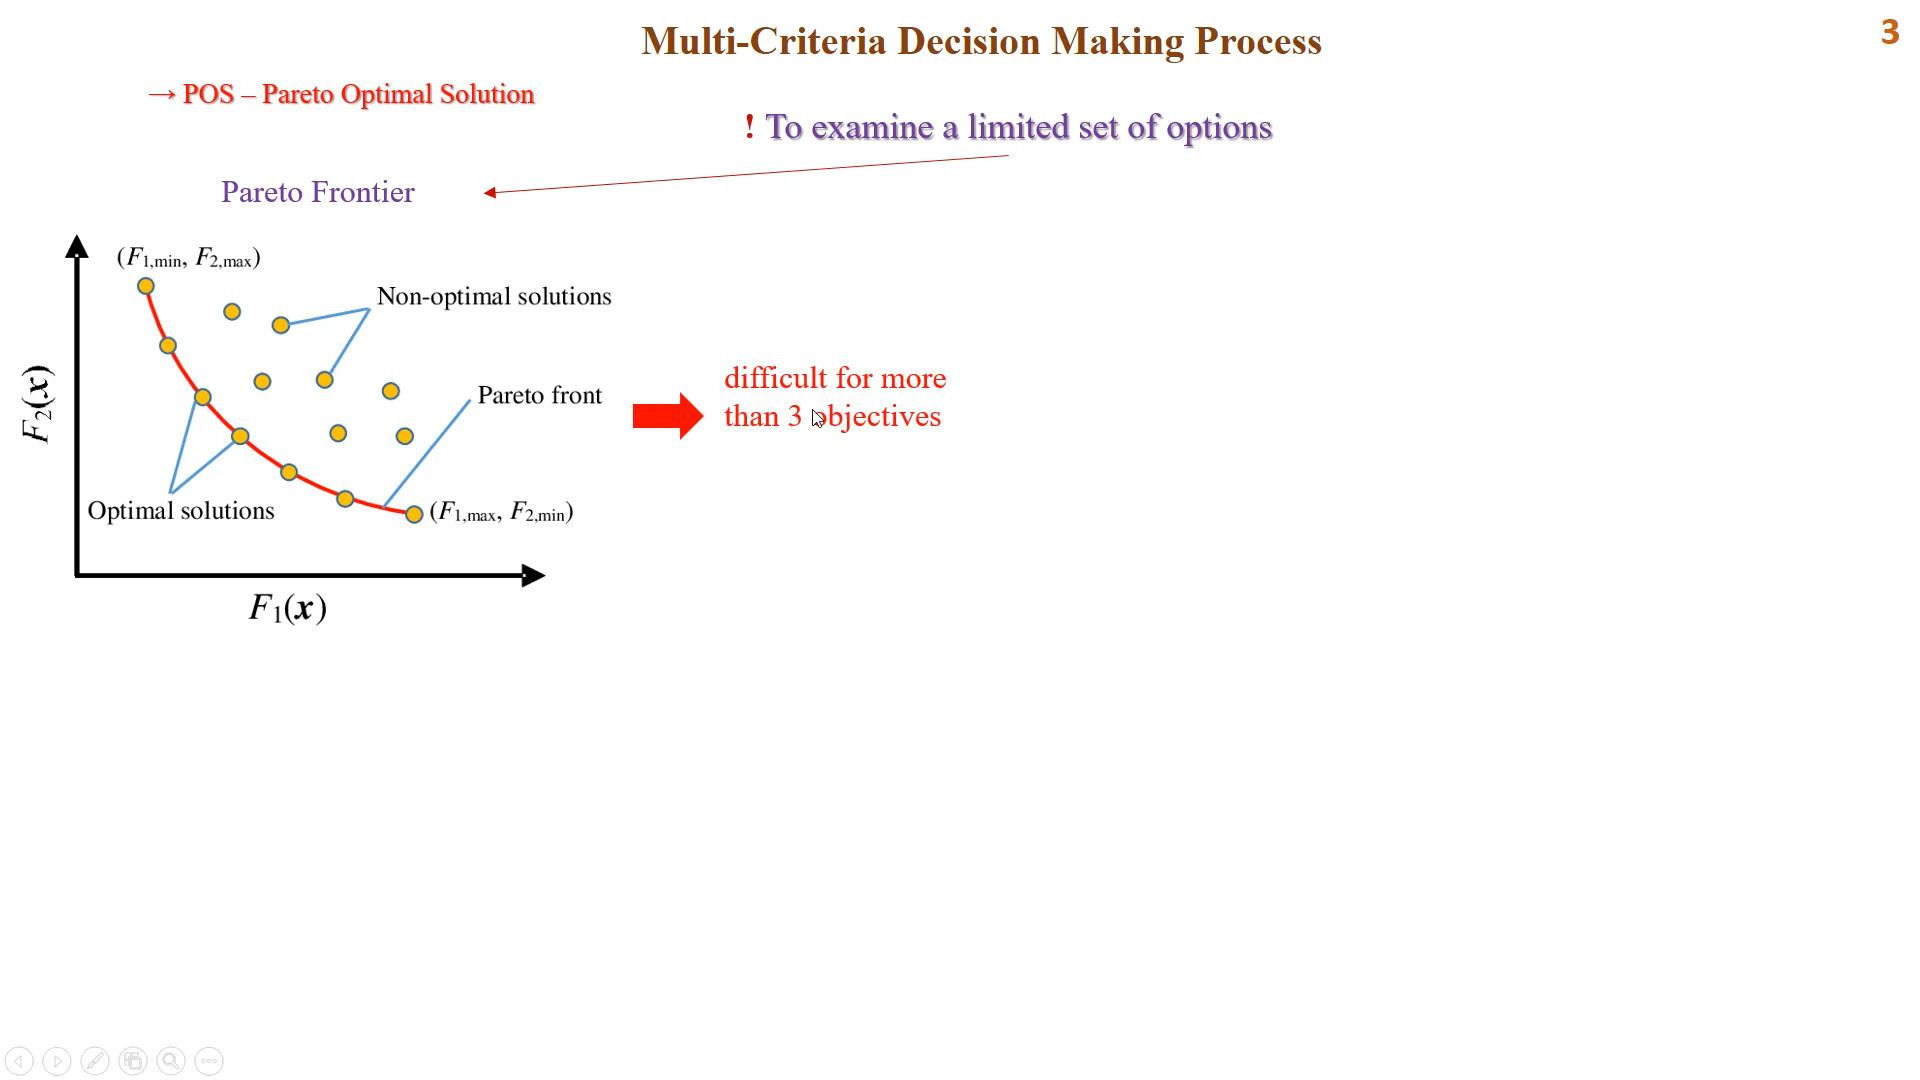 Multi-Criteria Decision Making Process
3
→ POS – Pareto Optimal Solution
! To examine a limited set of options
Pareto Frontier
(F1,min, F2,max)
Non-optimal solutions
F2(x)
Pareto front
difficult for more
than 3 objectives
Optimal solutions
(F1,max, F2,min)
F1(x)